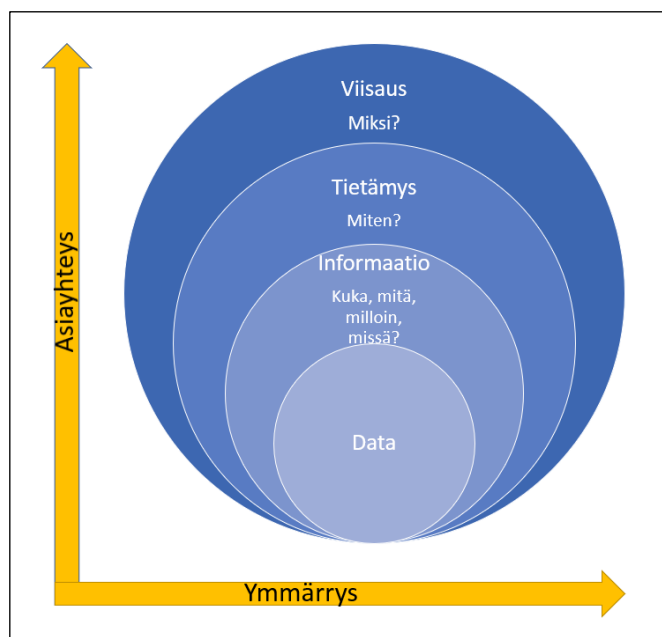 Viisaus
Miksi?
Tietämys
Miten?
Informaatio
Kuka, mitä,
milloin,
missä?
Data
Asiayhteys
Ymmärrys